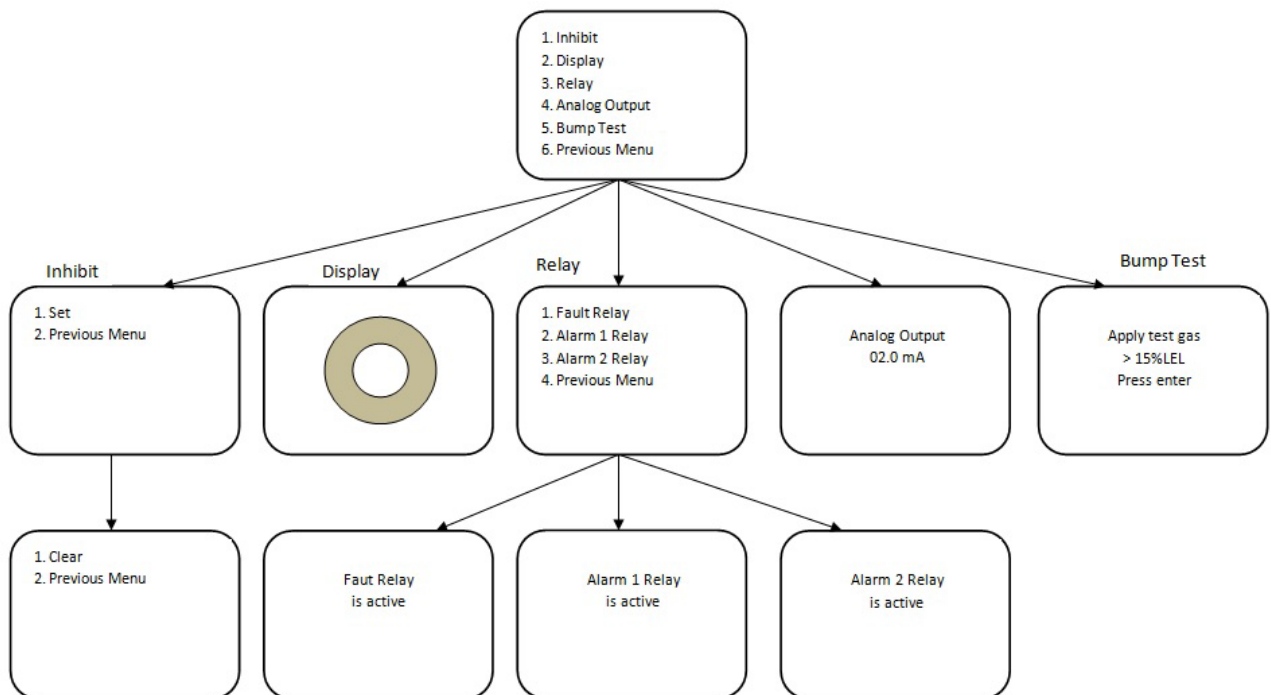 1. Inhibit
2. Display
3. Relay
4. Analog Output
5. Bump Test
6. Previous Menu
Inhibit
1. Set
2. Previous Menu
Display
Relay
1. Fault Relay
2. Alarm 1 Relay
3. Alarm 2 Relay
4. Previous Menu
Analog Output
02.0 mA
Bump Test
Apply test gas
> 15%LEL
Press enter
1. Clear
2. Previous Menu
Faut Relay
is active
Alarm 1 Relay
is active
Alarm 2 Relay
is active